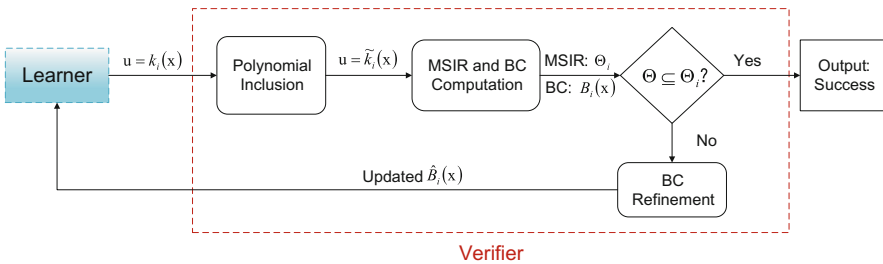 Learner
u = k_i(x)
Polynomial
Inclusion
u = k̃_i(x)
MSIR and BC
Computation
MSIR: Θ_i
BC: B_i(x)
Θ ⊆ Θ_i?
Yes
Output:
Success
No
BC
Refinement
Updated B̂_i(x)
Verifier